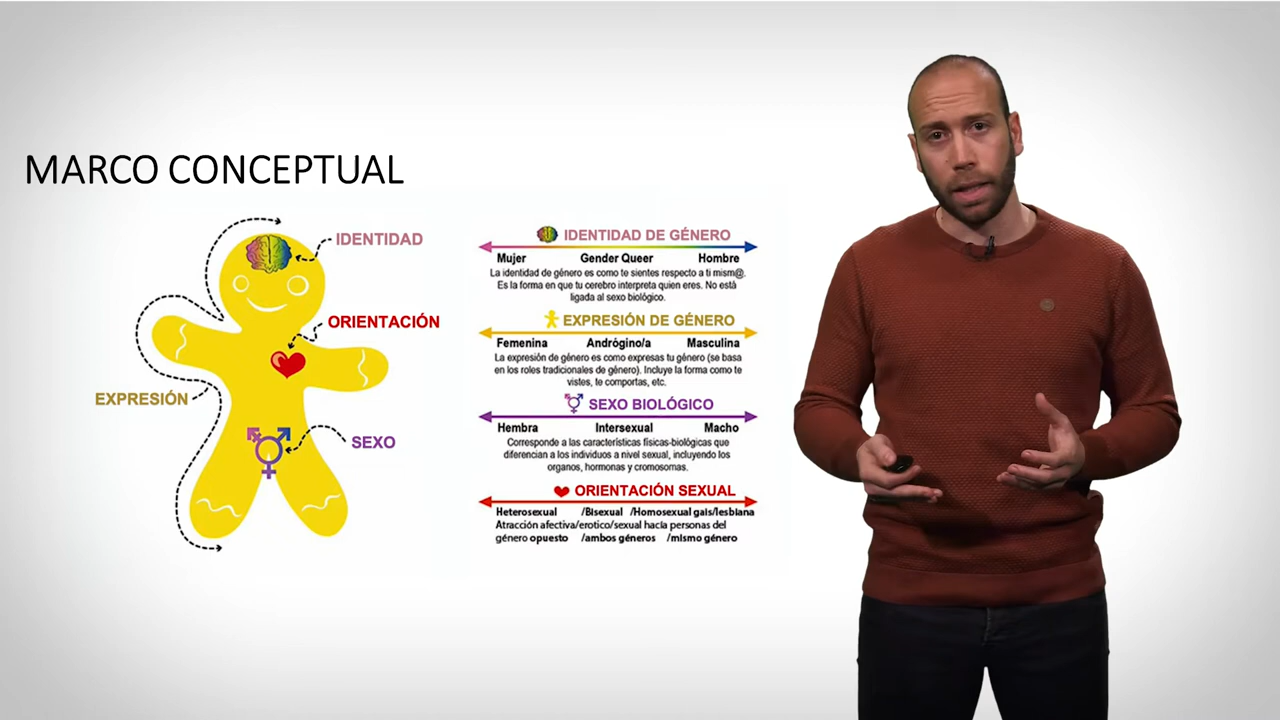 MARCO CONCEPTUAL
IDENTIDAD
ORIENTACIÓN
EXPRESIÓN
SEXO
IDENTIDAD DE GÉNERO
Mujer Gender Queer Hombre
La identidad de género es como te sientes respecto a ti mism@.
Es la forma en que tu cerebro interpreta quien eres. No está
ligada al sexo biológico.
EXPRESIÓN DE GÉNERO
Femenina Andrógino/a Masculina
La expresión de género es como expresas tu género (se basa
en los roles tradicionales de género). Incluye la forma como te
vistes, te comportas, etc.
SEXO BIOLÓGICO
Hembra Intersexual Macho
Corresponde a las características físicas-biológicas que
diferencian a los individuos a nivel sexual, incluyendo los
organos, hormonas y cromosomas.
ORIENTACIÓN SEXUAL
Heterosexual /Bisexual /Homosexual gais/lesbiana
Atracción afectiva/erotico/sexual hacía personas del
género opuesto /ambos géneros /mismo género